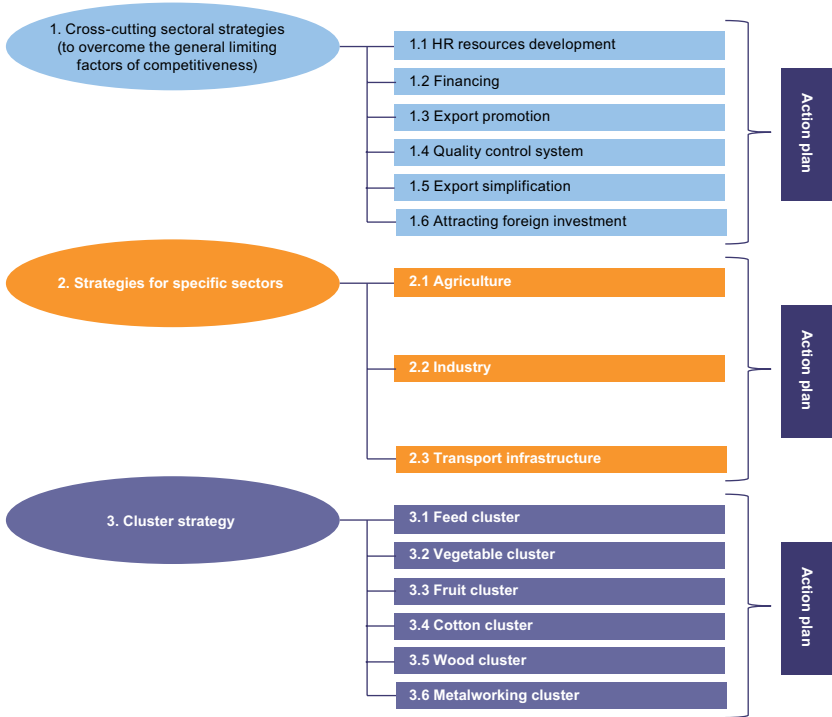 1. Cross-cutting sectoral strategies
(to overcome the general limiting
factors of competitiveness)
1.1 HR resources development
1.2 Financing
1.3 Export promotion
1.4 Quality control system
1.5 Export simplification
1.6 Attracting foreign investment
Action plan
2. Strategies for specific sectors
2.1 Agriculture
2.2 Industry
2.3 Transport infrastructure
Action plan
3. Cluster strategy
3.1 Feed cluster
3.2 Vegetable cluster
3.3 Fruit cluster
3.4 Cotton cluster
3.5 Wood cluster
3.6 Metalworking cluster
Action plan